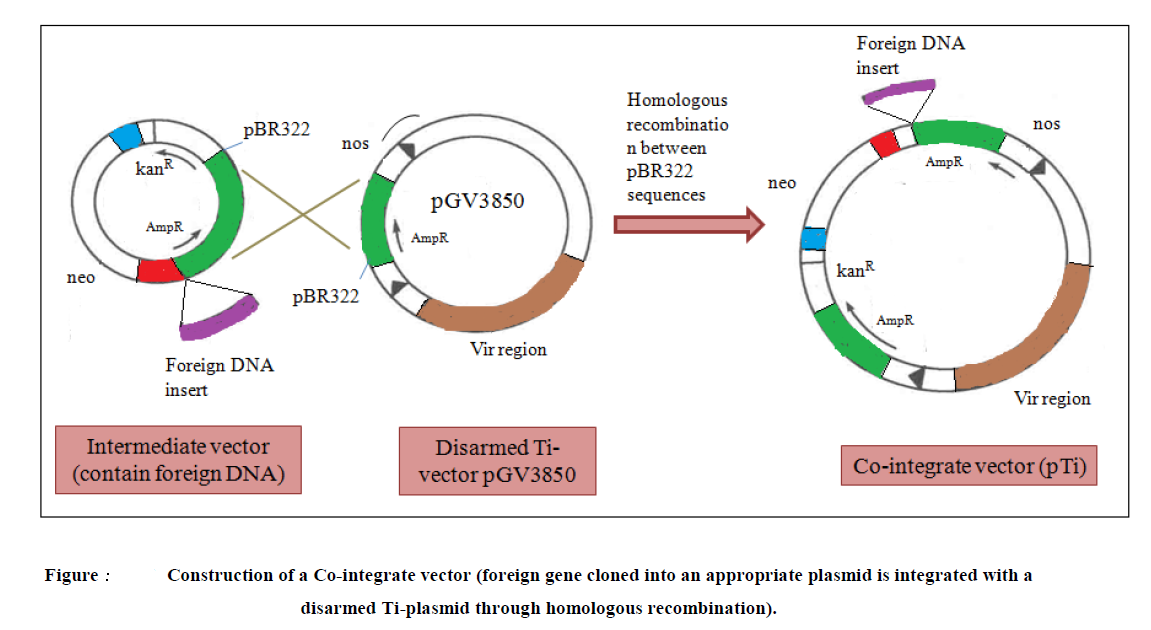 Foreign DNA
insert
Homologous
recombinatio
n between
pBR322
sequences
pBR322
nos
nos
kanR
pGV3850
AmpR
neo
AmpR
AmpR
neo
kanR
pBR322
AmpR
Vir region
Foreign DNA
insert
Vir region
Intermediate vector
(contain foreign DNA)
Disarmed Ti-
vector pGV3850
Co-integrate vector (pTi)
Figure : Construction of a Co-integrate vector (foreign gene cloned into an appropriate plasmid is integrated with a
disarmed Ti-plasmid through homologous recombination).